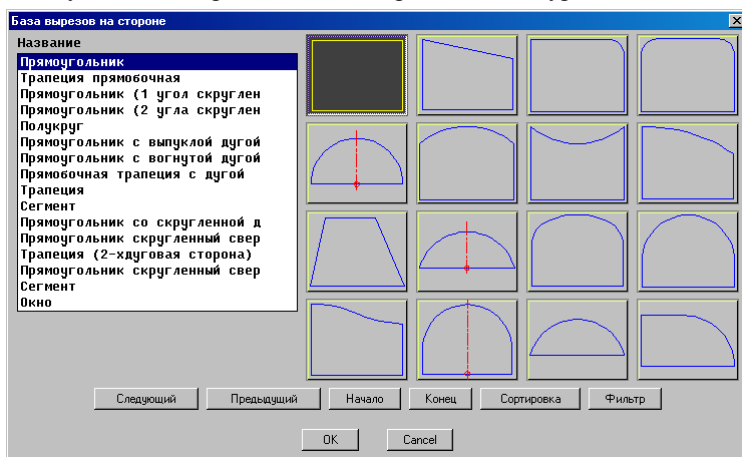 База вырезов на стороне
Название
Прямоугольник
Трапеция прямобочная
Прямоугольник (1 угол скруглен
Прямоугольник (2 угла скруглен
Полукруг
Прямоугольник с выпуклой дугой
Прямоугольник с вогнутой дугой
Прямобочная трапеция с дугой
Трапеция
Сегмент
Прямоугольник со скругленной д
Прямоугольник скругленный свер
Трапеция (2-хдуговая сторона)
Прямоугольник скругленный свер
Сегмент
Окно
Следующий Предыдущий Начало Конец Сортировка Фильтр
OK Cancel